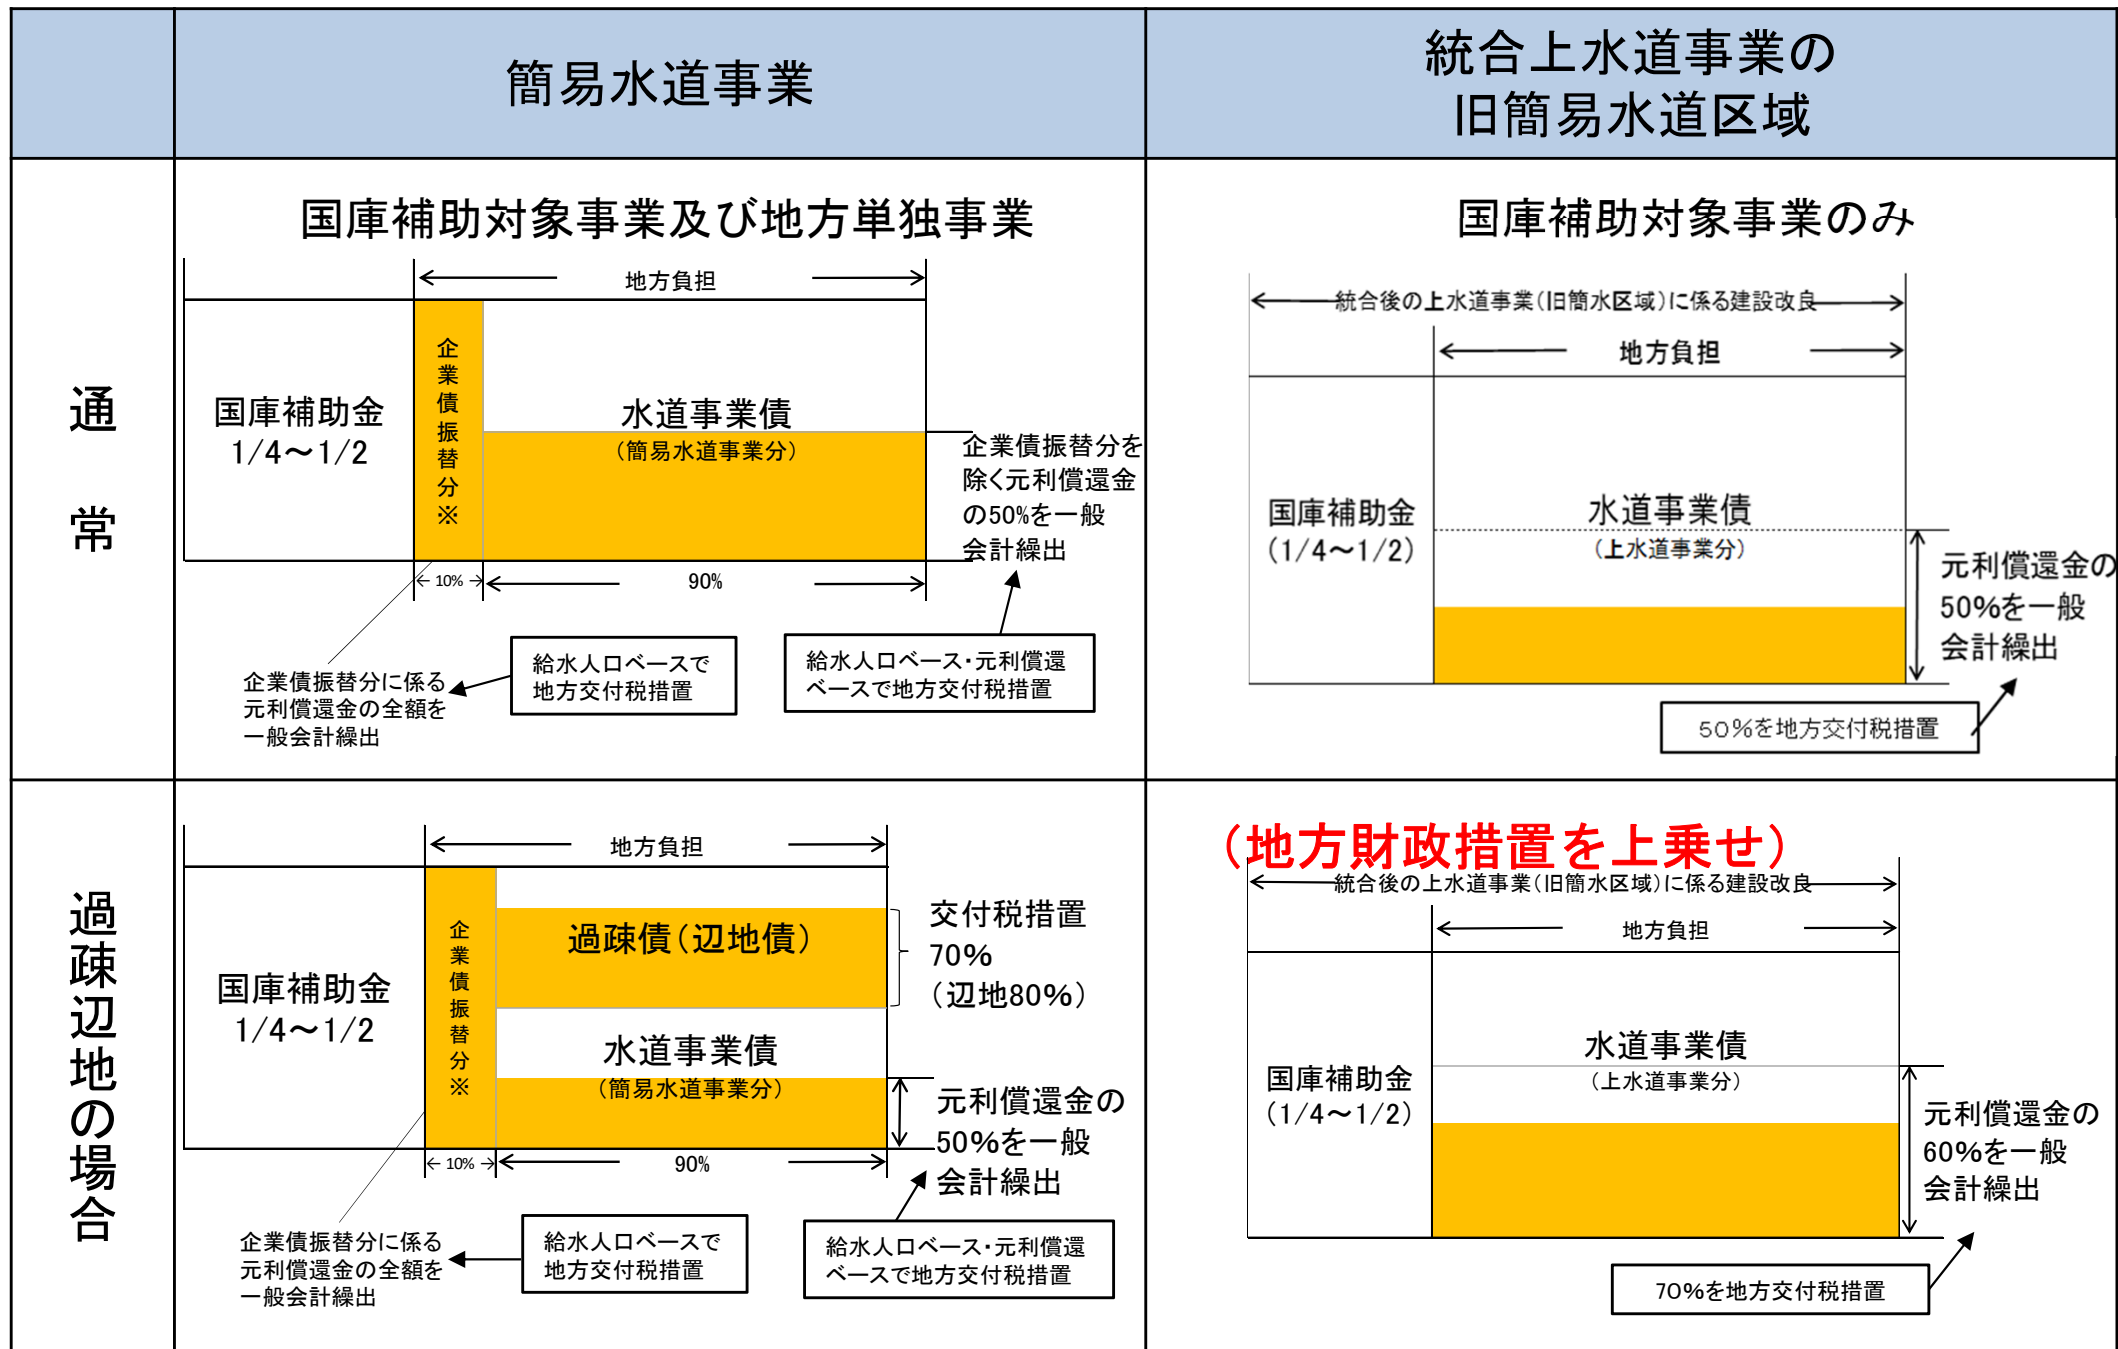 簡易水道事業
統合上水道事業の
旧簡易水道区域
通常
国庫補助対象事業及び地方単独事業
地方負担
国庫補助金
1/4～1/2
企業債振替分※
水道事業債
（簡易水道事業分）
企業債振替分を
除く元利償還金
の50%を一般
会計繰出
10%
90%
企業債振替分に係る
元利償還金の全額を
一般会計繰出
給水人口ベースで
地方交付税措置
給水人口ベース・元利償還
ベースで地方交付税措置
国庫補助対象事業のみ
統合後の上水道事業（旧簡水区域）に係る建設改良
地方負担
国庫補助金
（1/4～1/2）
水道事業債
（上水道事業分）
元利償還金の
50%を一般
会計繰出
50%を地方交付税措置
過疎辺地の場合
地方負担
国庫補助金
1/4～1/2
企業債振替分※
過疎債（辺地債）
交付税措置
70%
（辺地80%）
水道事業債
（簡易水道事業分）
元利償還金の
50%を一般
会計繰出
10%
90%
企業債振替分に係る
元利償還金の全額を
一般会計繰出
給水人口ベースで
地方交付税措置
給水人口ベース・元利償還
ベースで地方交付税措置
（地方財政措置を上乗せ）
統合後の上水道事業（旧簡水区域）に係る建設改良
地方負担
国庫補助金
（1/4～1/2）
水道事業債
（上水道事業分）
元利償還金の
60%を一般
会計繰出
70%を地方交付税措置